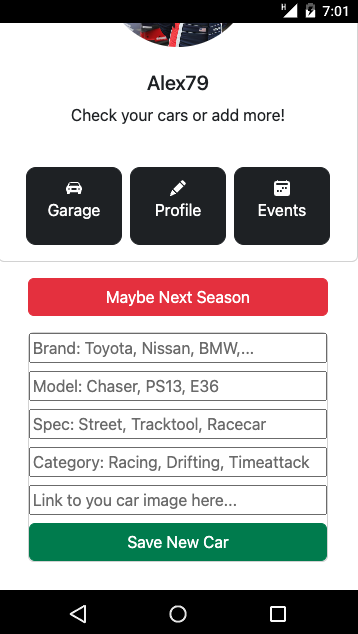 H 7:01
Alex79
Check your cars or add more!
Garage Profile Events
Maybe Next Season
Brand: Toyota, Nissan, BMW,...
Model: Chaser, PS13, E36
Spec: Street, Tracktool, Racecar
Category: Racing, Drifting, Timeattack
Link to you car image here...
Save New Car